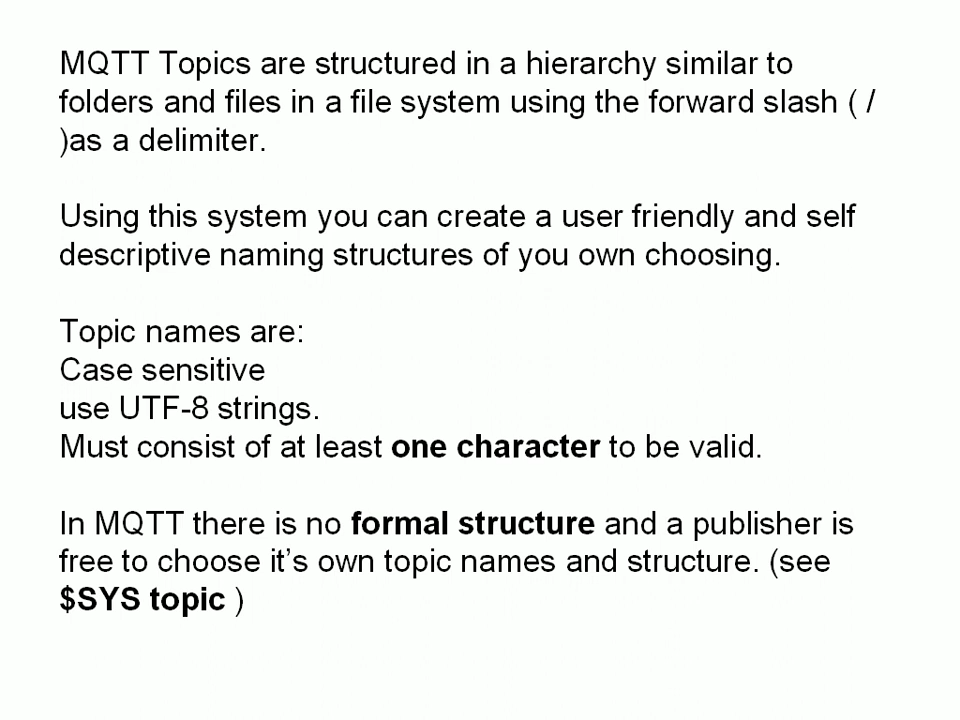 MQTT Topics are structured in a hierarchy similar to
folders and files in a file system using the forward slash ( /
)as a delimiter.
Using this system you can create a user friendly and self
descriptive naming structures of you own choosing.
Topic names are:
Case sensitive
use UTF-8 strings.
Must consist of at least one character to be valid.
In MQTT there is no formal structure and a publisher is
free to choose it’s own topic names and structure. (see
$SYS topic )